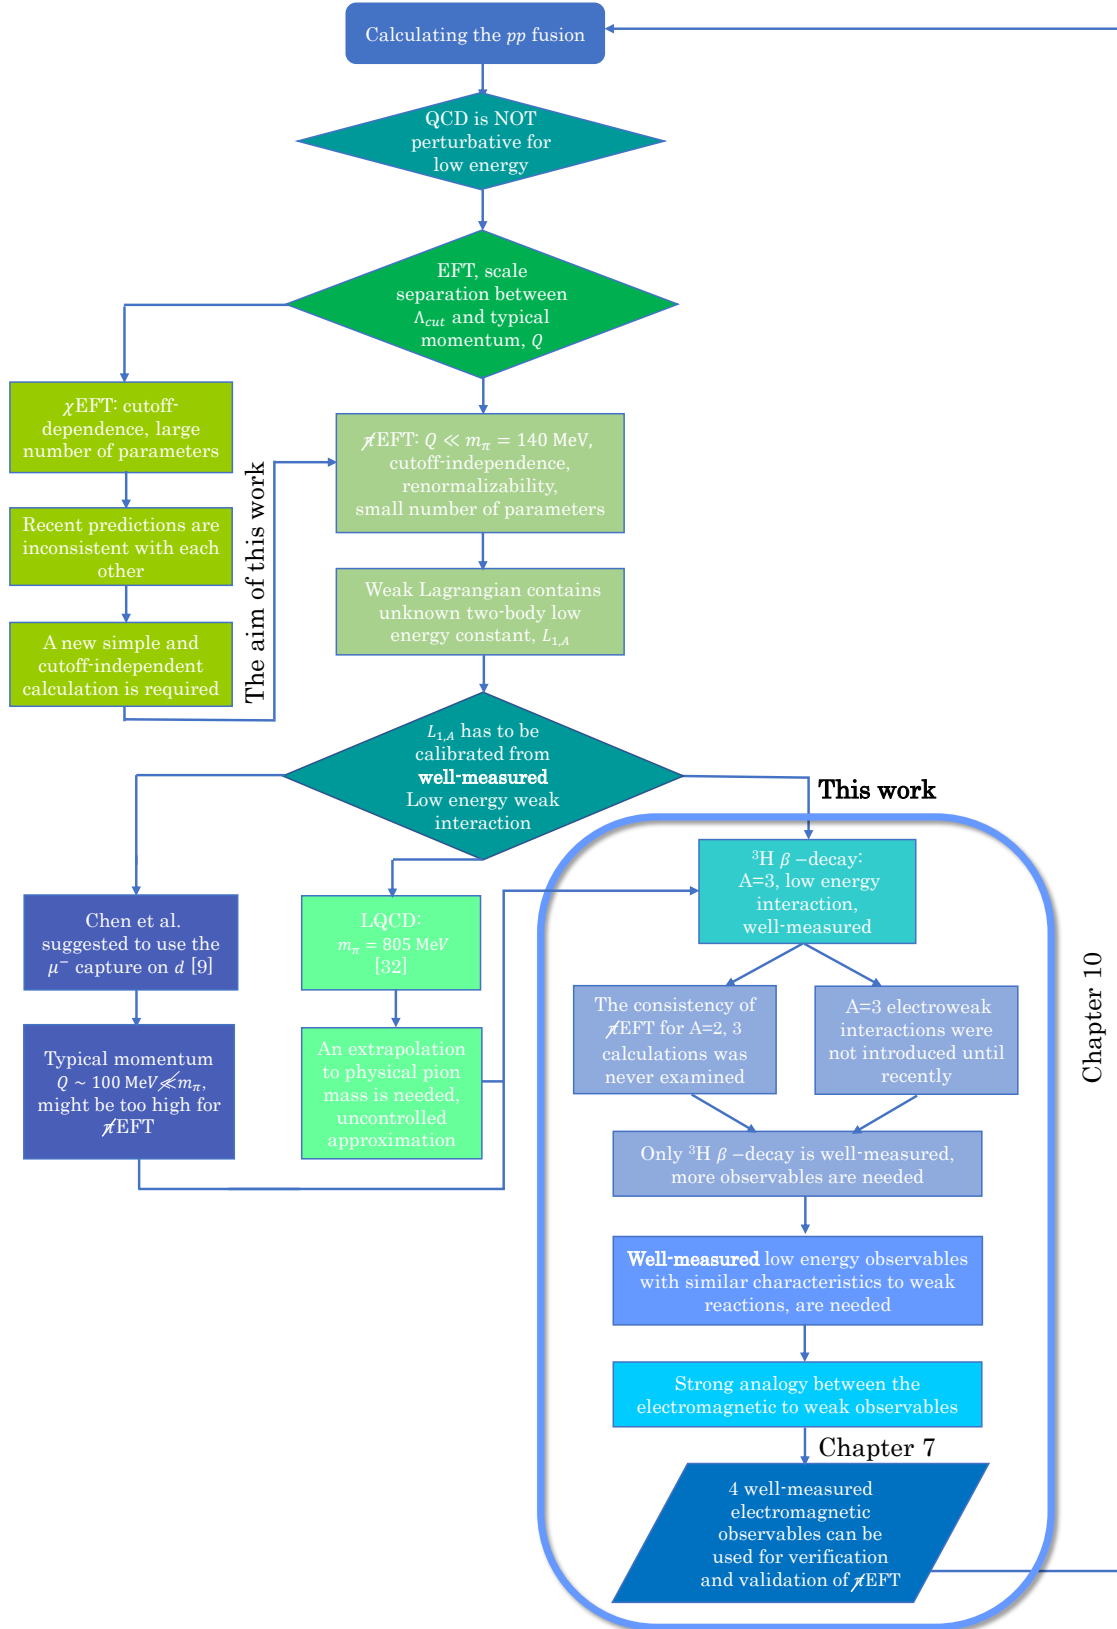 Calculating the pp fusion
QCD is NOT
perturbative for
low energy
EFT, scale
separation between
Λcut and typical
momentum, Q
χEFT: cutoff-
dependence, large
number of parameters
Recent predictions are
inconsistent with each
other
A new simple and
cutoff-independent
calculation is required
The aim of this work
π̸EFT: Q ≪ mπ = 140 MeV,
cutoff-independence,
renormalizability,
small number of parameters
Weak Lagrangian contains
unknown two-body low
energy constant, L1,A
L1,A has to be
calibrated from
well-measured
Low energy weak
interaction
Chen et al.
suggested to use the
μ− capture on d [9]
Typical momentum
Q ~ 100 MeV ≪̸ mπ,
might be too high for
π̸EFT
LQCD:
mπ = 805 MeV
[32]
An extrapolation
to physical pion
mass is needed,
uncontrolled
approximation
This work
³H β −decay:
A=3, low energy
interaction,
well-measured
The consistency of
π̸EFT for A=2, 3
calculations was
never examined
A=3 electroweak
interactions were
not introduced until
recently
Only ³H β −decay is well-measured,
more observables are needed
Well-measured low energy observables
with similar characteristics to weak
reactions, are needed
Strong analogy between the
electromagnetic to weak observables
Chapter 7
4 well-measured
electromagnetic
observables can be
used for verification
and validation of π̸EFT
Chapter 10